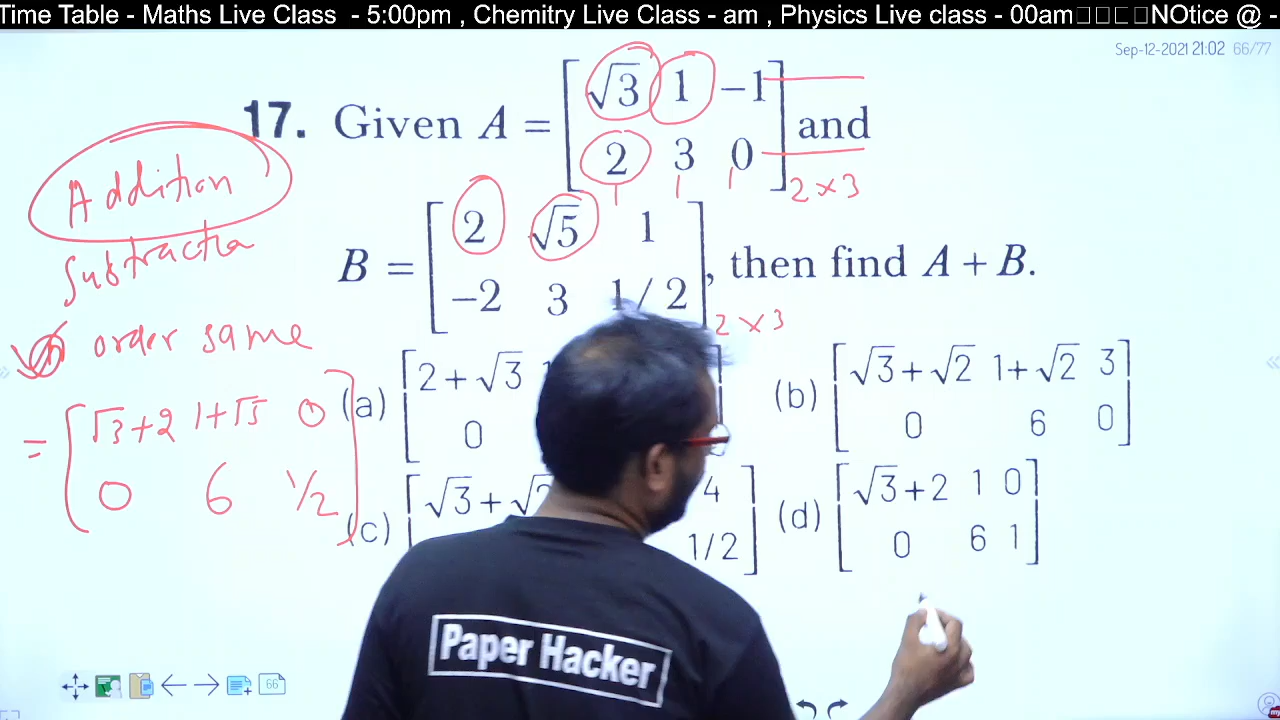 Time Table - Maths Live Class - 5:00pm , Chemitry Live Class - am , Physics Live class - 00am□□□□NOtice @ -
Sep-12-2021 21:02 66/77
17. Given A = [ √3 1 −1
2 3 0 ] and
2×3
B = [ 2 √5 1
−2 3 1/2 ], then find A + B.
2×3
Addition
Subtractio
order same
= [ √3+2 1+√5 0
0 6 1/2 ]
(a) [ 2 + √3
0
(b) [ √3+√2 1+√2 3
0 6 0 ]
(c) [ √3+ 4
1/2 ]
(d) [ √3+2 1 0
0 6 1 ]
Paper Hacker
66